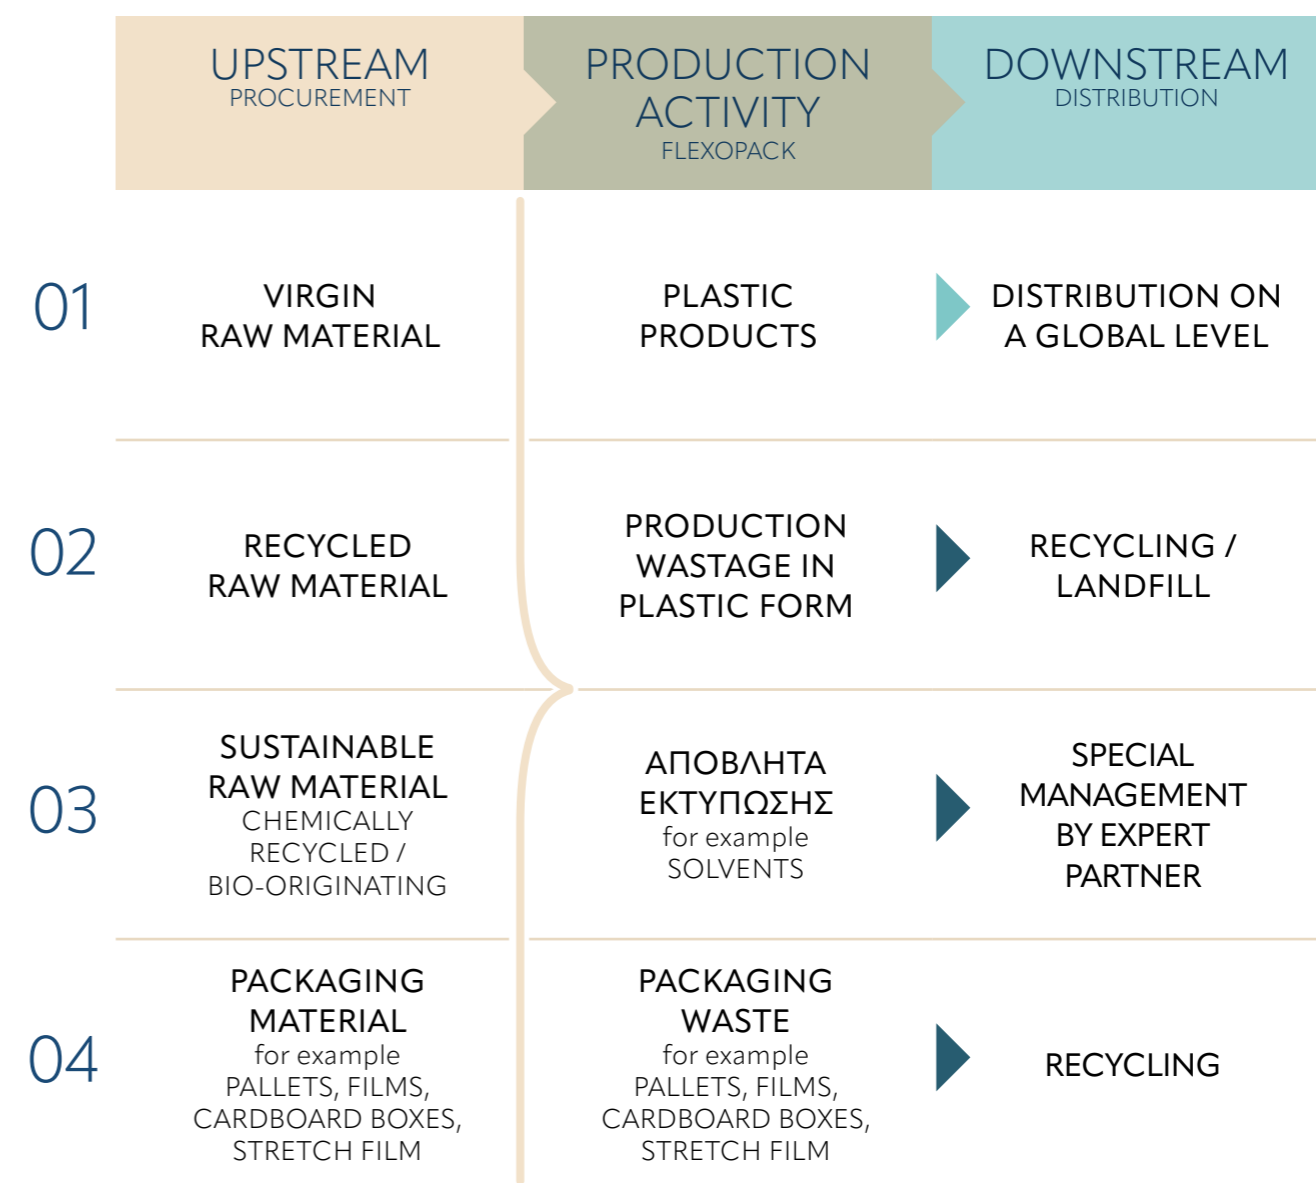 UPSTREAM
PROCUREMENT
PRODUCTION
ACTIVITY
FLEXOPACK
DOWNSTREAM
DISTRIBUTION
01
VIRGIN
RAW MATERIAL
PLASTIC
PRODUCTS
DISTRIBUTION ON
A GLOBAL LEVEL
02
RECYCLED
RAW MATERIAL
PRODUCTION
WASTAGE IN
PLASTIC FORM
RECYCLING /
LANDFILL
03
SUSTAINABLE
RAW MATERIAL
CHEMICALLY
RECYCLED /
BIO-ORIGINATING
ΑΠΟΒΛΗΤΑ
ΕΚΤΥΠΩΣΗΣ
for example
SOLVENTS
SPECIAL
MANAGEMENT
BY EXPERT
PARTNER
04
PACKAGING
MATERIAL
for example
PALLETS, FILMS,
CARDBOARD BOXES,
STRETCH FILM
PACKAGING
WASTE
for example
PALLETS, FILMS,
CARDBOARD BOXES,
STRETCH FILM
RECYCLING